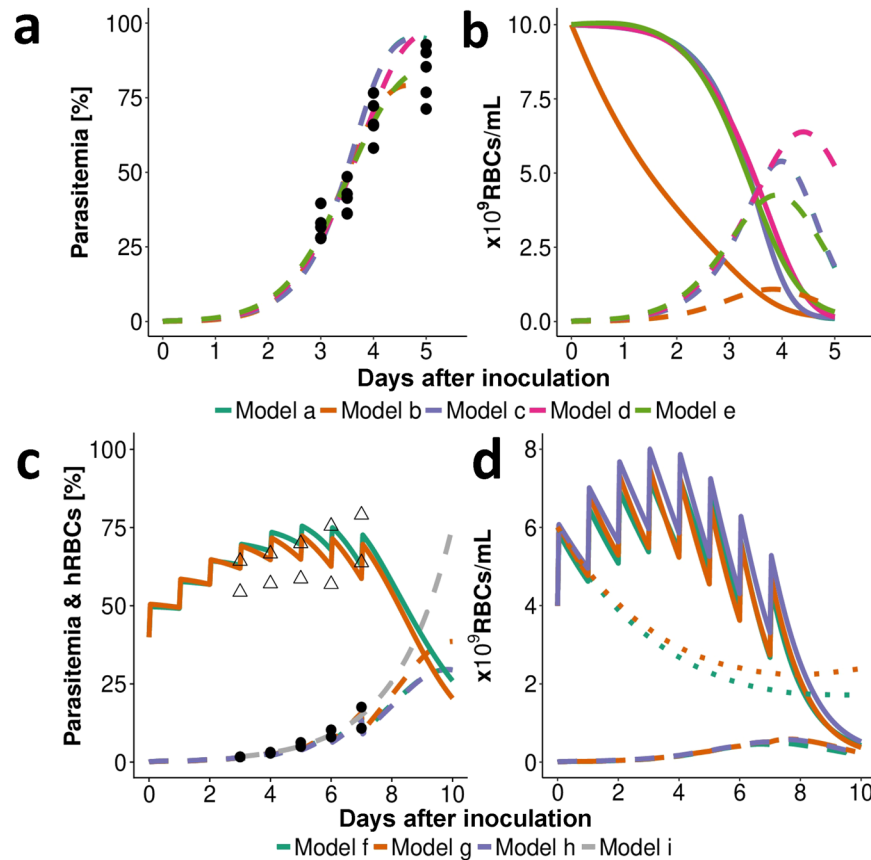 a
b
100
75
50
25
0
Parasitemia [%]
0 1 2 3 4 5
10.0
7.5
5.0
2.5
0.0
x10⁹RBCs/mL
0 1 2 3 4 5
Days after inoculation
Model a Model b Model c Model d Model e
c
d
100
75
50
25
0
Parasitemia & hRBCs [%]
0 2 4 6 8 10
8
6
4
2
0
x10⁹RBCs/mL
0 2 4 6 8 10
Days after inoculation
Model f Model g Model h Model i